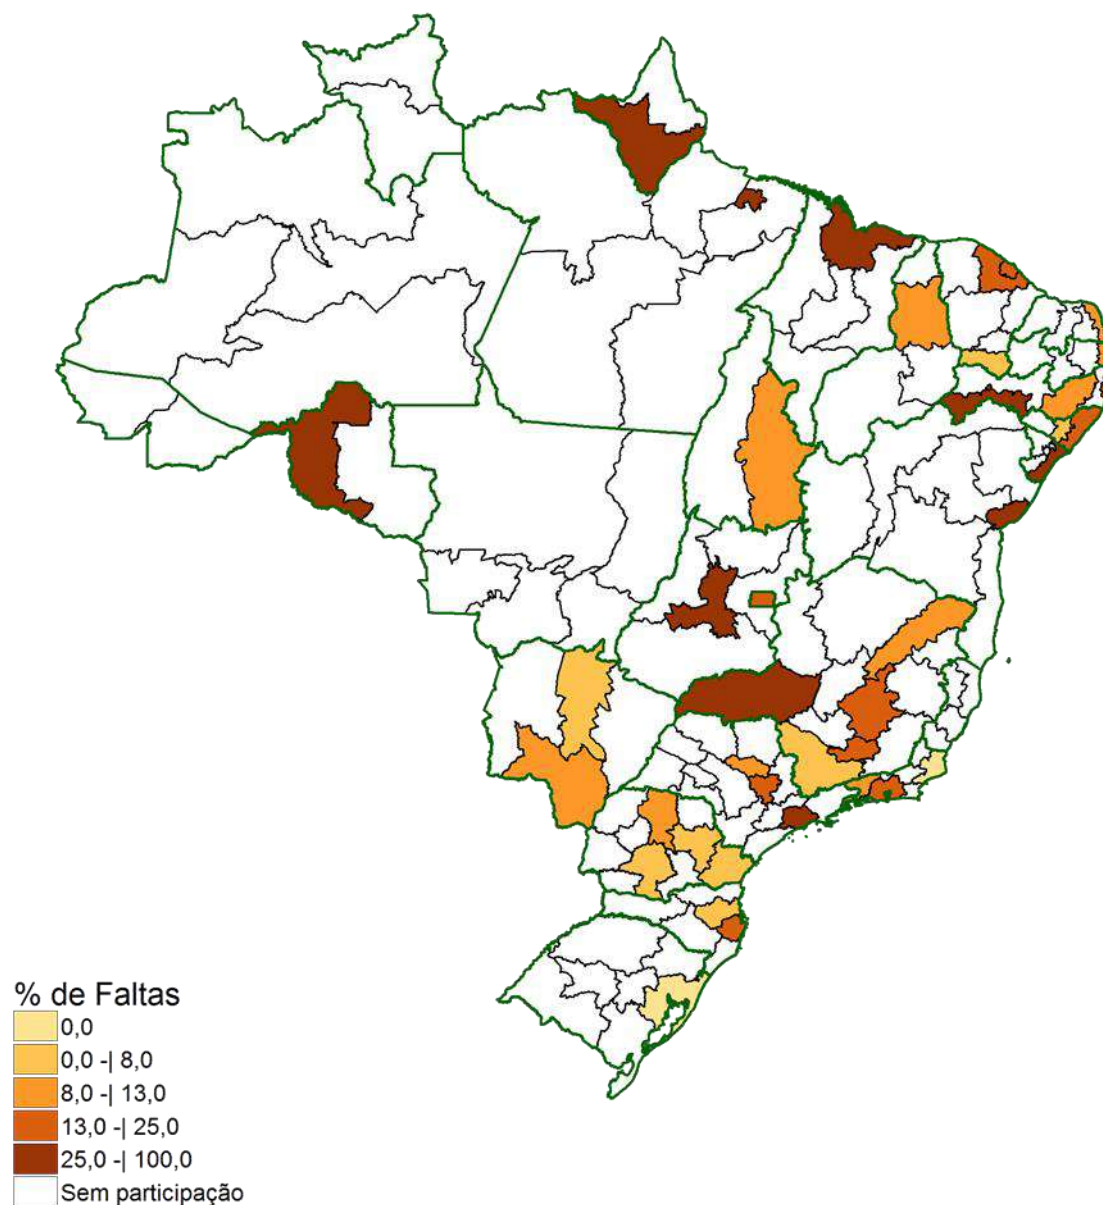 % de Faltas
0,0
0,0 -| 8,0
8,0 -| 13,0
13,0 -| 25,0
25,0 -| 100,0
Sem participação